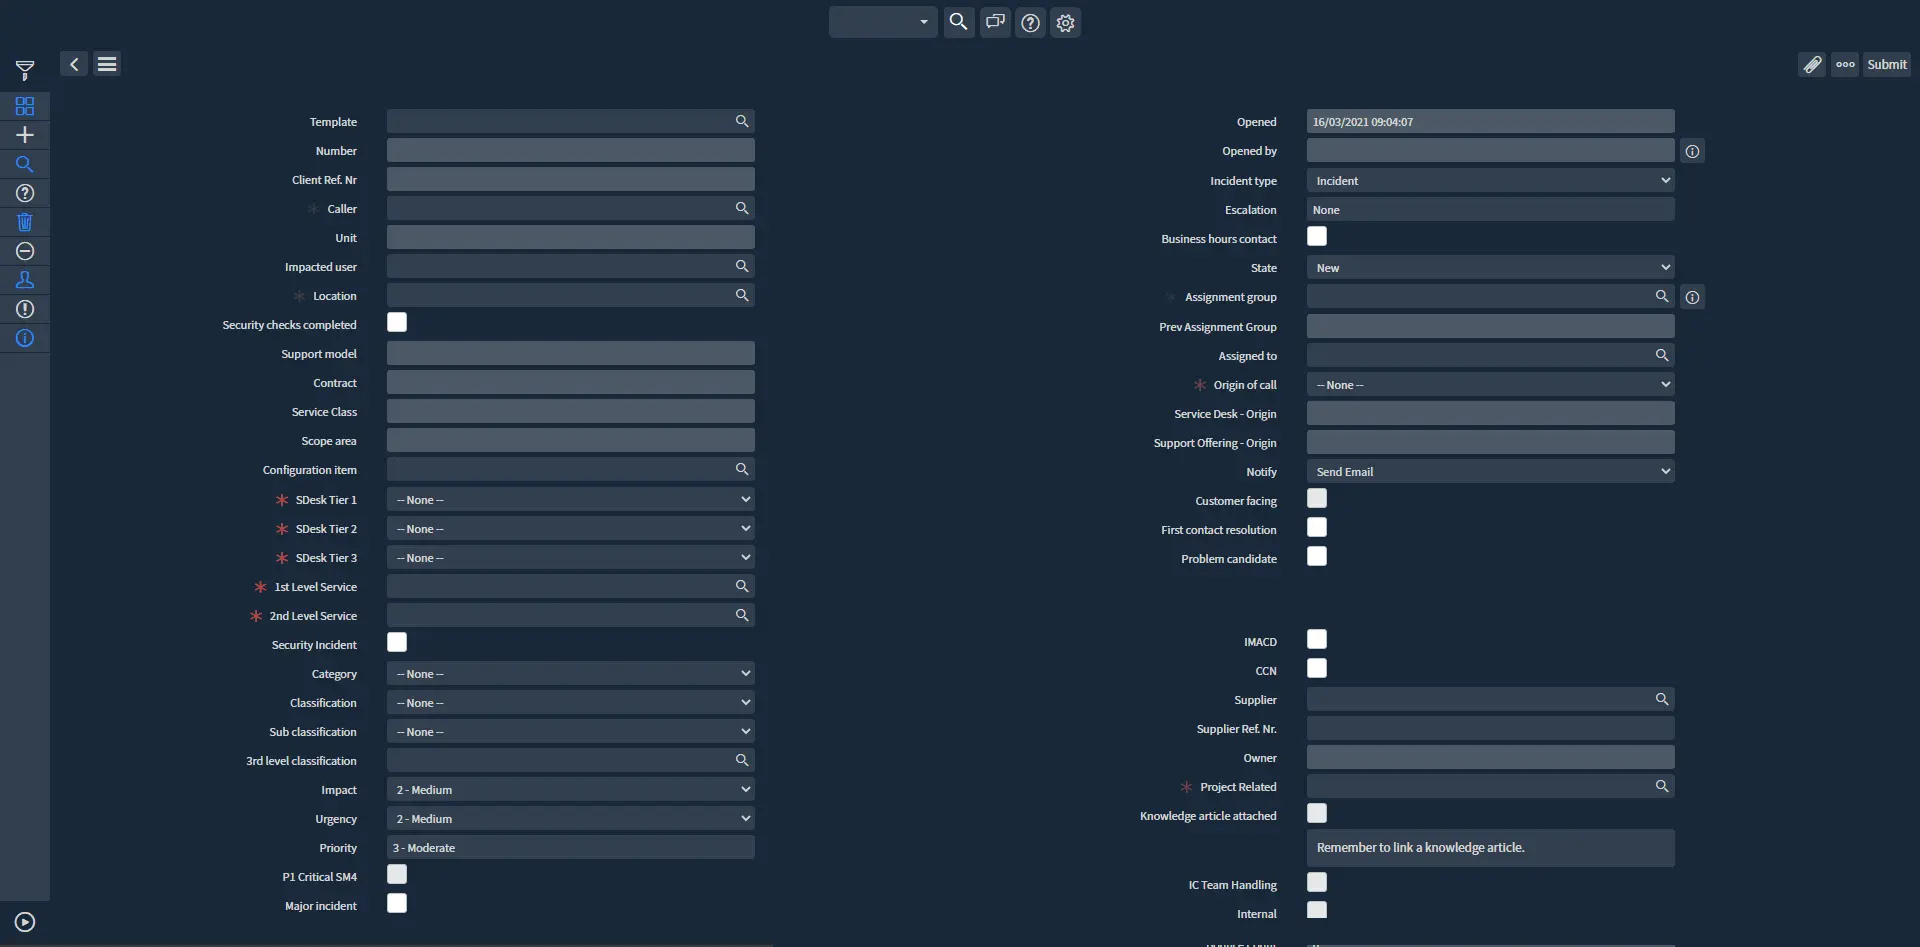 Submit
Template
Number
Client Ref. Nr
Caller
Unit
Impacted user
Location
Security checks completed
Support model
Contract
Service Class
Scope area
Configuration item
SDesk Tier 1 -- None --
SDesk Tier 2 -- None --
SDesk Tier 3 -- None --
1st Level Service
2nd Level Service
Security Incident
Category -- None --
Classification -- None --
Sub classification -- None --
3rd level classification
Impact 2 - Medium
Urgency 2 - Medium
Priority 3 - Moderate
P1 Critical SM4
Major incident
Opened 16/03/2021 09:04:07
Opened by
Incident type Incident
Escalation None
Business hours contact
State New
Assignment group
Prev Assignment Group
Assigned to
Origin of call -- None --
Service Desk - Origin
Support Offering - Origin
Notify Send Email
Customer facing
First contact resolution
Problem candidate
IMACD
CCN
Supplier
Supplier Ref. Nr.
Owner
Project Related
Knowledge article attached
Remember to link a knowledge article.
IC Team Handling
Internal